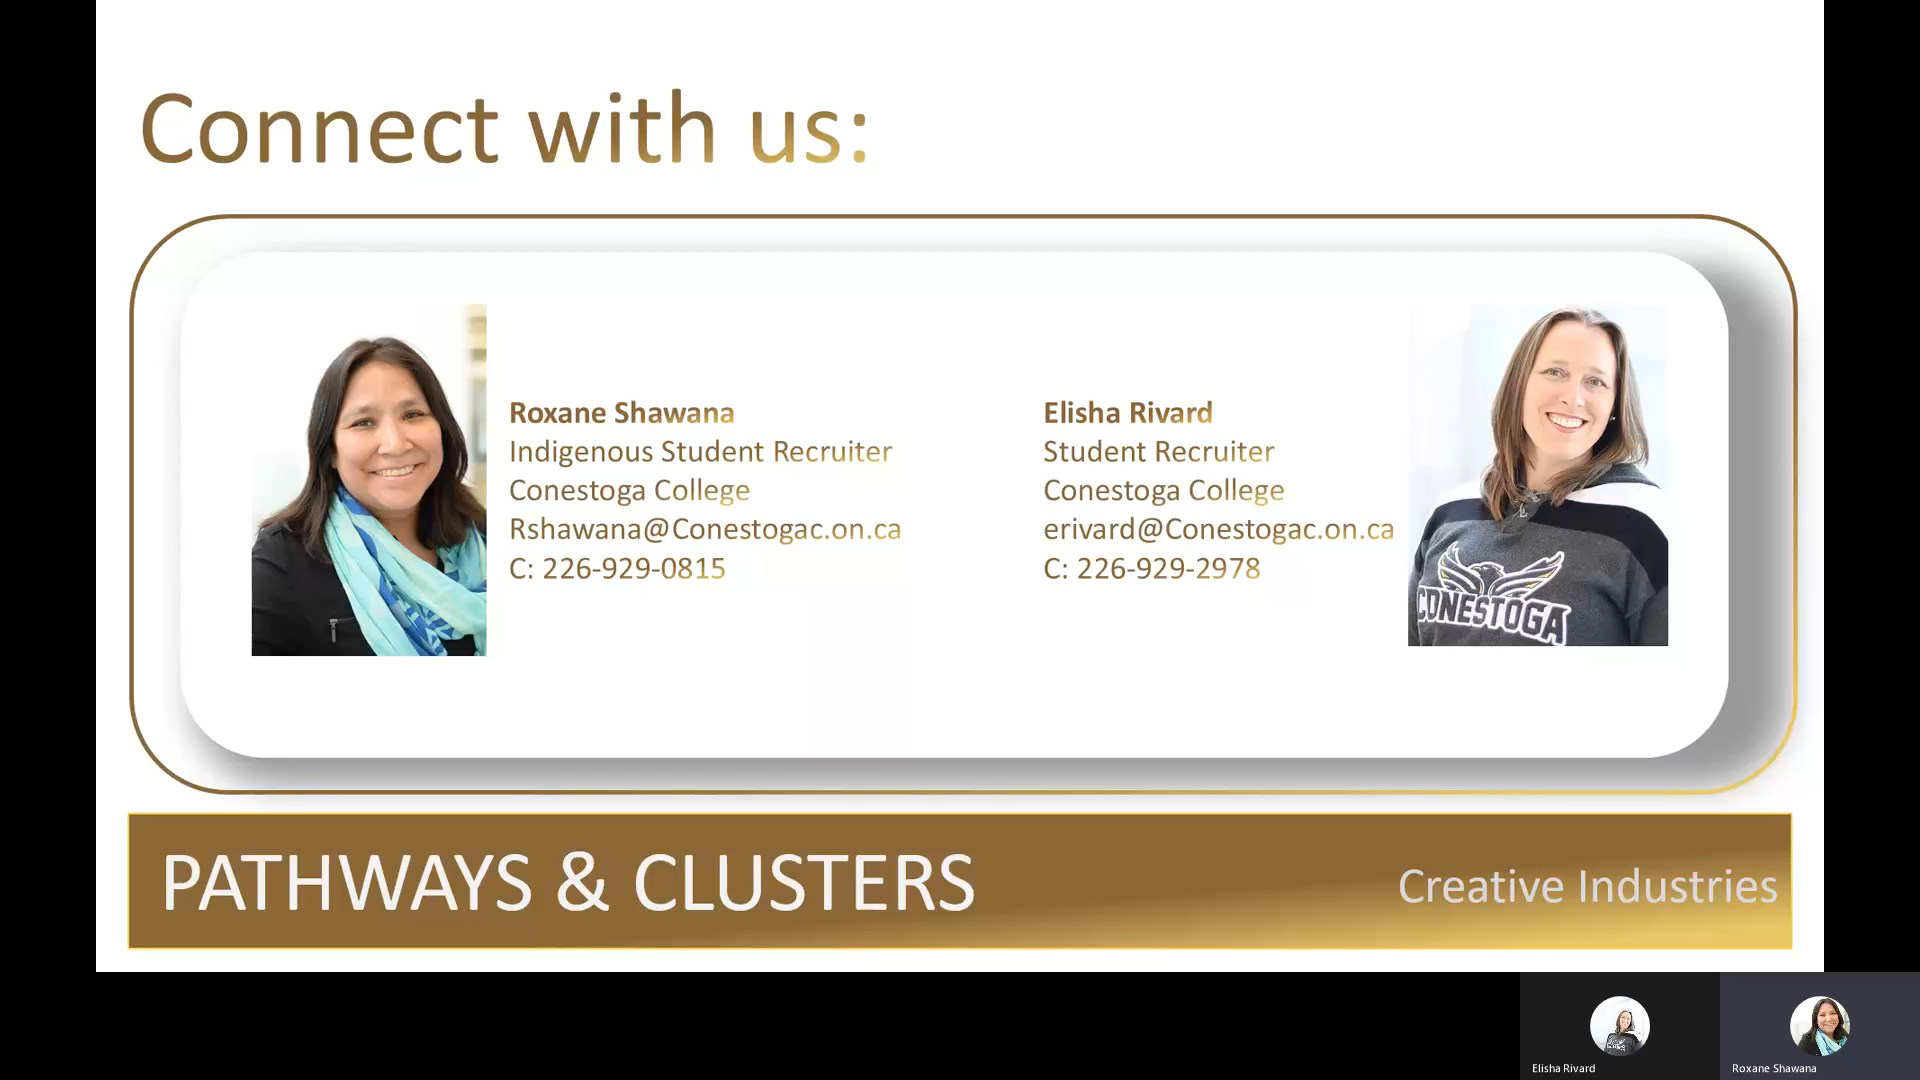 Connect with us:
Roxane Shawana
Indigenous Student Recruiter
Conestoga College
Rshawana@Conestogac.on.ca
C: 226-929-0815
Elisha Rivard
Student Recruiter
Conestoga College
erivard@Conestogac.on.ca
C: 226-929-2978
CONESTOGA
PATHWAYS & CLUSTERS
Creative Industries
Elisha Rivard
Roxane Shawana